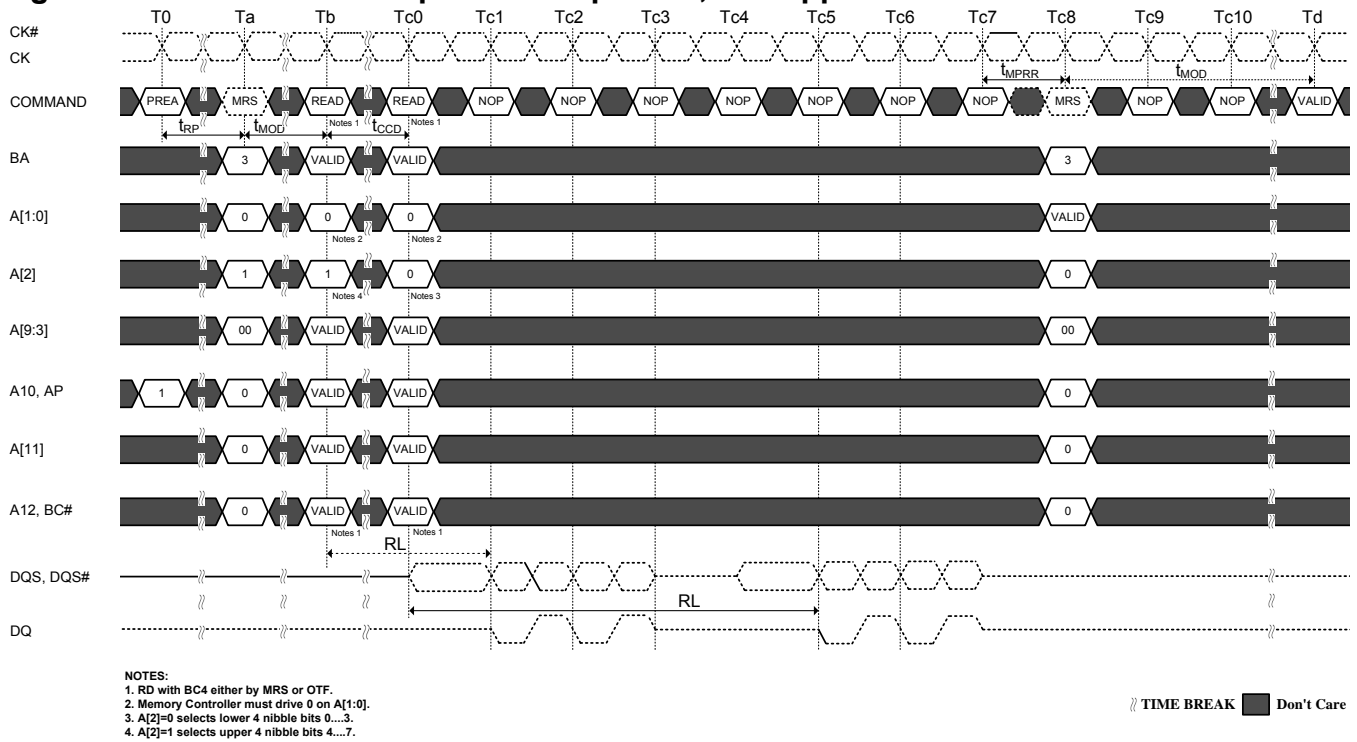 T0 Ta Tb Tc0 Tc1 Tc2 Tc3 Tc4 Tc5 Tc6 Tc7 Tc8 Tc9 Tc10 Td
CK#
CK
tMPRR tMOD
COMMAND PREA MRS READ READ NOP NOP NOP NOP NOP NOP NOP MRS NOP NOP VALID
Notes 1 Notes 1
tRP tMOD tCCD
BA 3 VALID VALID 3
A[1:0] 0 0 0 VALID
Notes 2 Notes 2
A[2] 1 1 0 0
Notes 4 Notes 3
A[9:3] 00 VALID VALID 00
A10, AP 1 0 VALID VALID 0
A[11] 0 VALID VALID 0
A12, BC# 0 VALID VALID 0
Notes 1 Notes 1
RL
DQS, DQS#
RL
DQ
NOTES:
1. RD with BC4 either by MRS or OTF.
2. Memory Controller must drive 0 on A[1:0].
3. A[2]=0 selects lower 4 nibble bits 0....3.
4. A[2]=1 selects upper 4 nibble bits 4....7.
TIME BREAK Don't Care